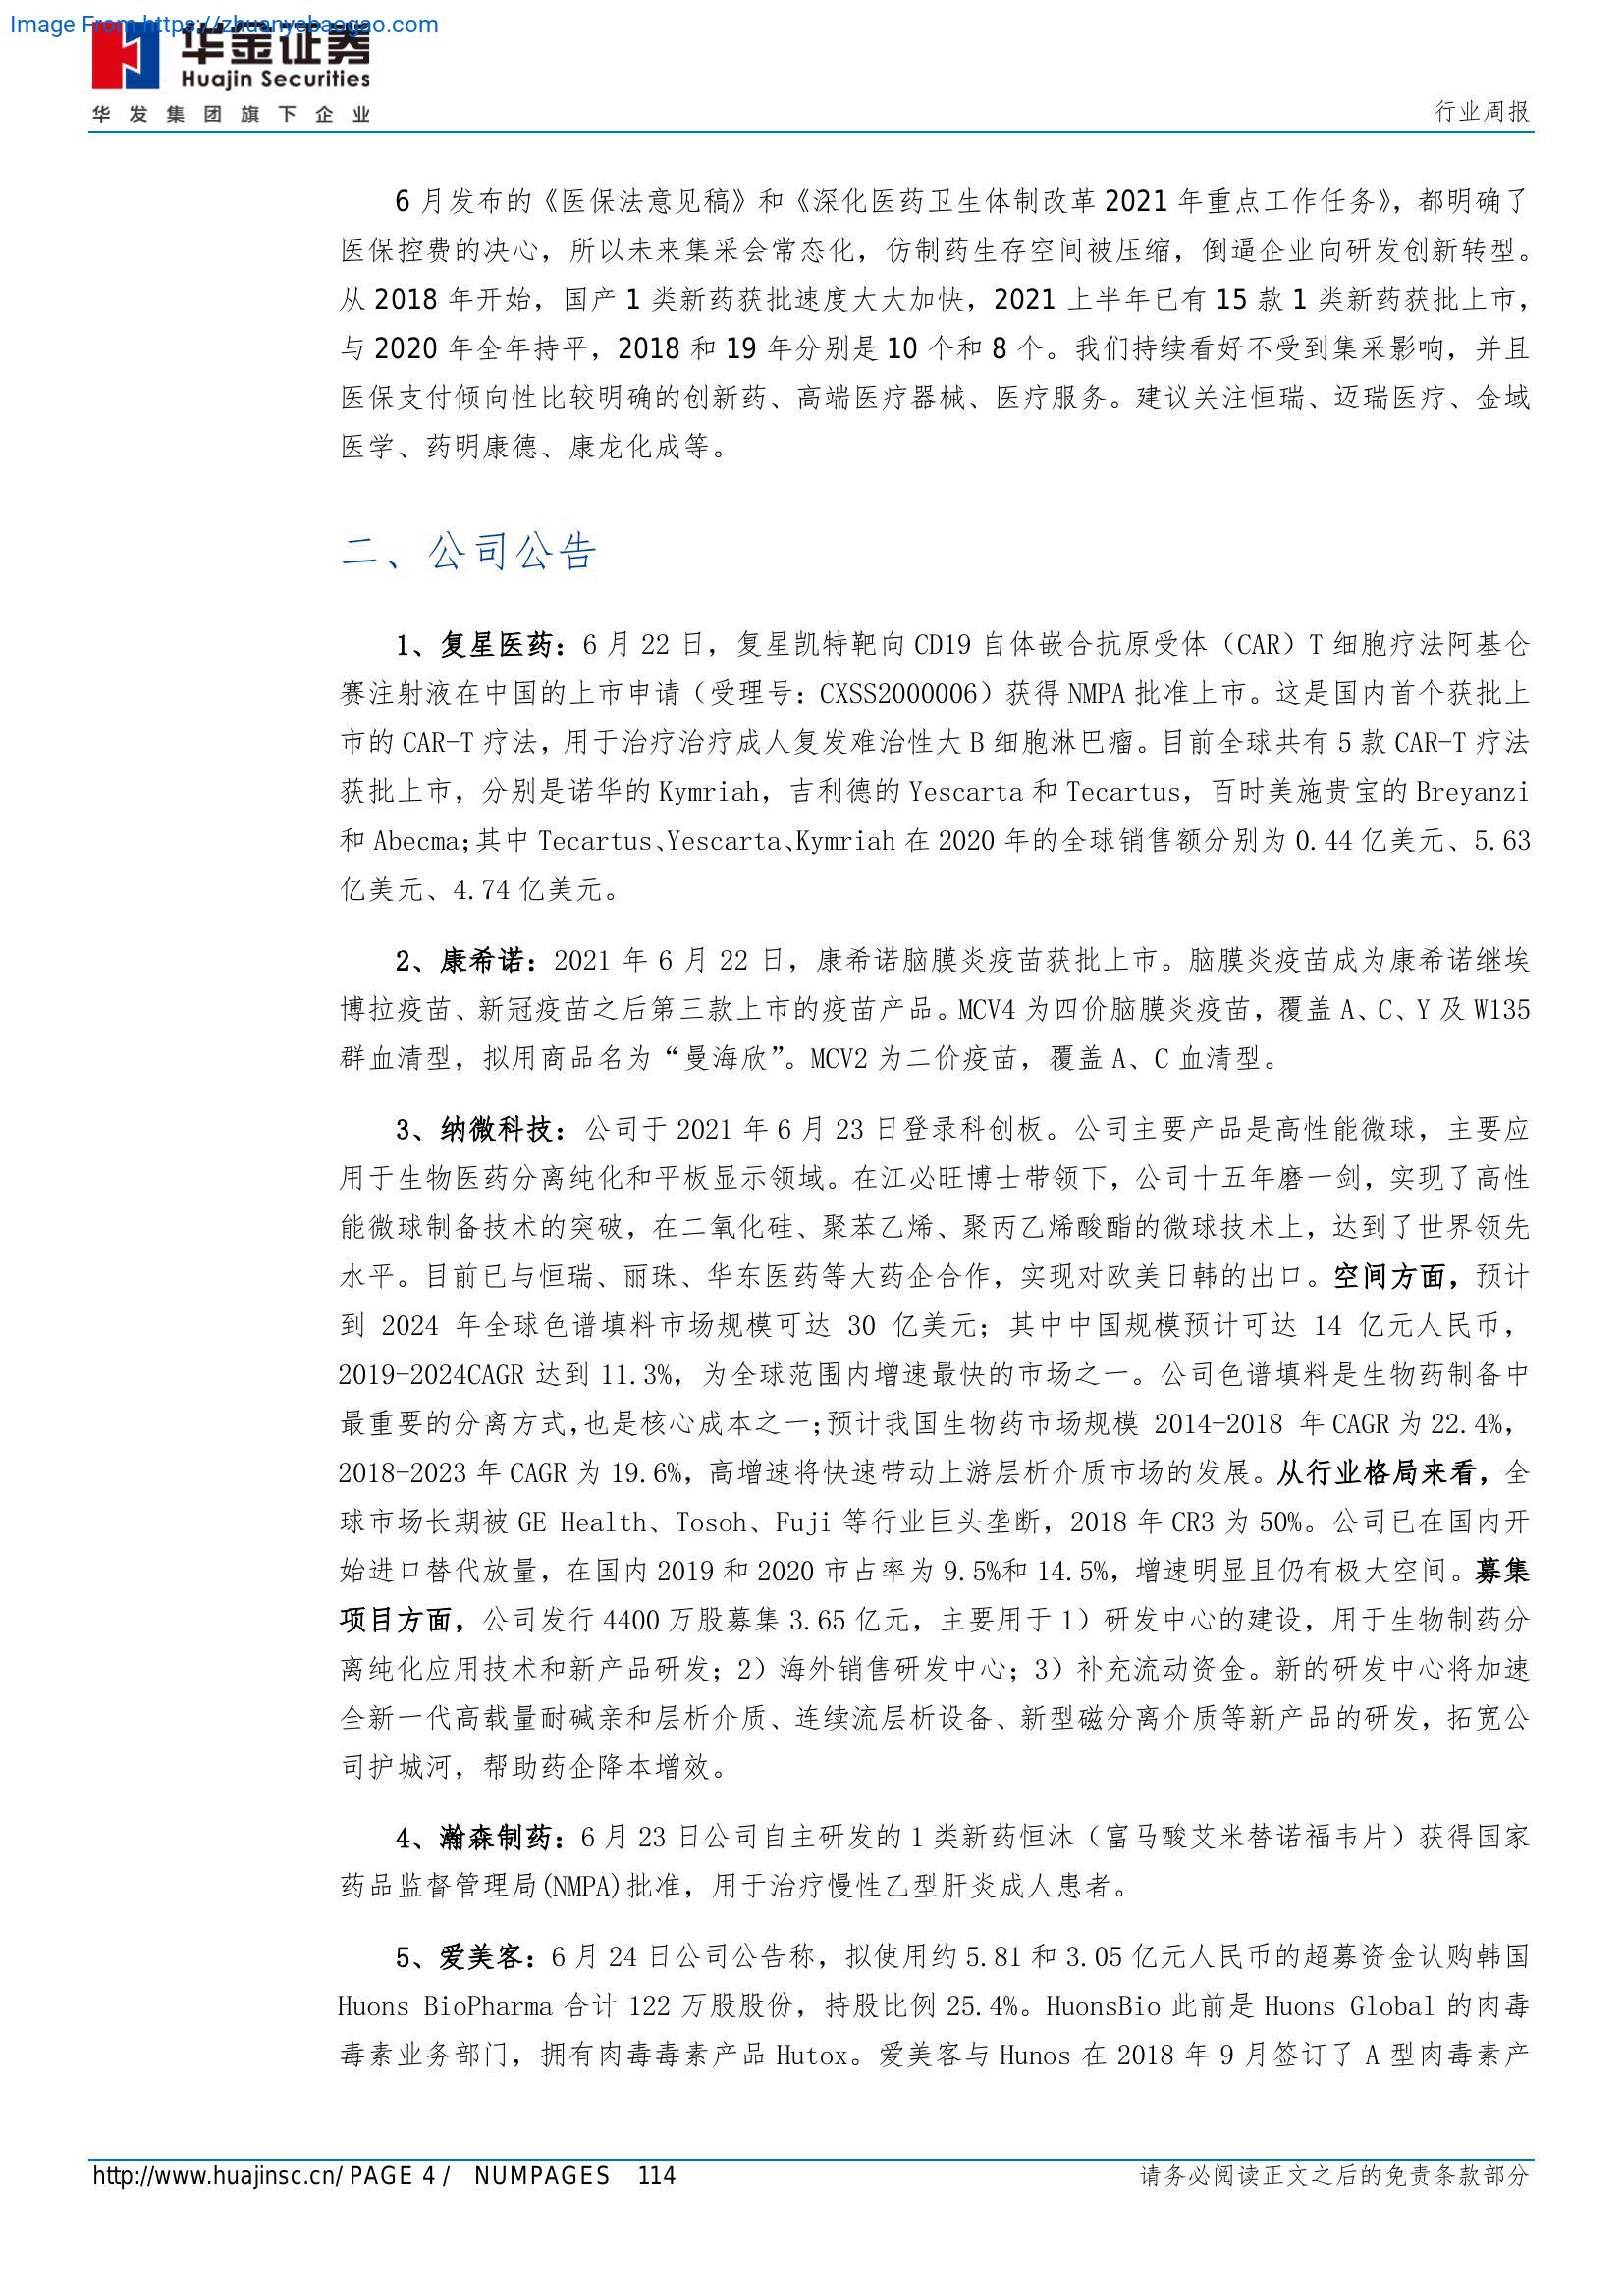 Image From https://zhuanyebaogao.com
华金证券
Huajin Securities
华发集团旗下企业
行业周报
6 月发布的《医保法意见稿》和《深化医药卫生体制改革 2021 年重点工作任务》，都明确了
医保控费的决心，所以未来集采会常态化，仿制药生存空间被压缩，倒逼企业向研发创新转型。
从 2018 年开始，国产 1 类新药获批速度大大加快，2021 上半年已有 15 款 1 类新药获批上市，
与 2020 年全年持平，2018 和 19 年分别是 10 个和 8 个。我们持续看好不受到集采影响，并且
医保支付倾向性比较明确的创新药、高端医疗器械、医疗服务。建议关注恒瑞、迈瑞医疗、金域
医学、药明康德、康龙化成等。
二、公司公告
1、复星医药：6 月 22 日，复星凯特靶向 CD19 自体嵌合抗原受体（CAR）T 细胞疗法阿基仑
赛注射液在中国的上市申请（受理号：CXSS2000006）获得 NMPA 批准上市。这是国内首个获批上
市的 CAR-T 疗法，用于治疗治疗成人复发难治性大 B 细胞淋巴瘤。目前全球共有 5 款 CAR-T 疗法
获批上市，分别是诺华的 Kymriah，吉利德的 Yescarta 和 Tecartus，百时美施贵宝的 Breyanzi
和 Abecma；其中 Tecartus、Yescarta、Kymriah 在 2020 年的全球销售额分别为 0.44 亿美元、5.63
亿美元、4.74 亿美元。
2、康希诺：2021 年 6 月 22 日，康希诺脑膜炎疫苗获批上市。脑膜炎疫苗成为康希诺继埃
博拉疫苗、新冠疫苗之后第三款上市的疫苗产品。MCV4 为四价脑膜炎疫苗，覆盖 A、C、Y 及 W135
群血清型，拟用商品名为“曼海欣”。MCV2 为二价疫苗，覆盖 A、C 血清型。
3、纳微科技：公司于 2021 年 6 月 23 日登录科创板。公司主要产品是高性能微球，主要应
用于生物医药分离纯化和平板显示领域。在江必旺博士带领下，公司十五年磨一剑，实现了高性
能微球制备技术的突破，在二氧化硅、聚苯乙烯、聚丙乙烯酸酯的微球技术上，达到了世界领先
水平。目前已与恒瑞、丽珠、华东医药等大药企合作，实现对欧美日韩的出口。空间方面，预计
到 2024 年全球色谱填料市场规模可达 30 亿美元；其中中国规模预计可达 14 亿元人民币，
2019-2024CAGR 达到 11.3%，为全球范围内增速最快的市场之一。公司色谱填料是生物药制备中
最重要的分离方式，也是核心成本之一；预计我国生物药市场规模 2014-2018 年 CAGR 为 22.4%，
2018-2023 年 CAGR 为 19.6%，高增速将快速带动上游层析介质市场的发展。从行业格局来看，全
球市场长期被 GE Health、Tosoh、Fuji 等行业巨头垄断，2018 年 CR3 为 50%。公司已在国内开
始进口替代放量，在国内 2019 和 2020 市占率为 9.5%和 14.5%，增速明显且仍有极大空间。募集
项目方面，公司发行 4400 万股募集 3.65 亿元，主要用于 1）研发中心的建设，用于生物制药分
离纯化应用技术和新产品研发；2）海外销售研发中心；3）补充流动资金。新的研发中心将加速
全新一代高载量耐碱亲和层析介质、连续流层析设备、新型磁分离介质等新产品的研发，拓宽公
司护城河，帮助药企降本增效。
4、瀚森制药：6 月 23 日公司自主研发的 1 类新药恒沐（富马酸艾米替诺福韦片）获得国家
药品监督管理局(NMPA)批准，用于治疗慢性乙型肝炎成人患者。
5、爱美客：6 月 24 日公司公告称，拟使用约 5.81 和 3.05 亿元人民币的超募资金认购韩国
Huons BioPharma 合计 122 万股股份，持股比例 25.4%。HuonsBio 此前是 Huons Global 的肉毒
毒素业务部门，拥有肉毒毒素产品 Hutox。爱美客与 Hunos 在 2018 年 9 月签订了 A 型肉毒素产
http://www.huajinsc.cn/ PAGE 4 / NUMPAGES 114
请务必阅读正文之后的免责条款部分